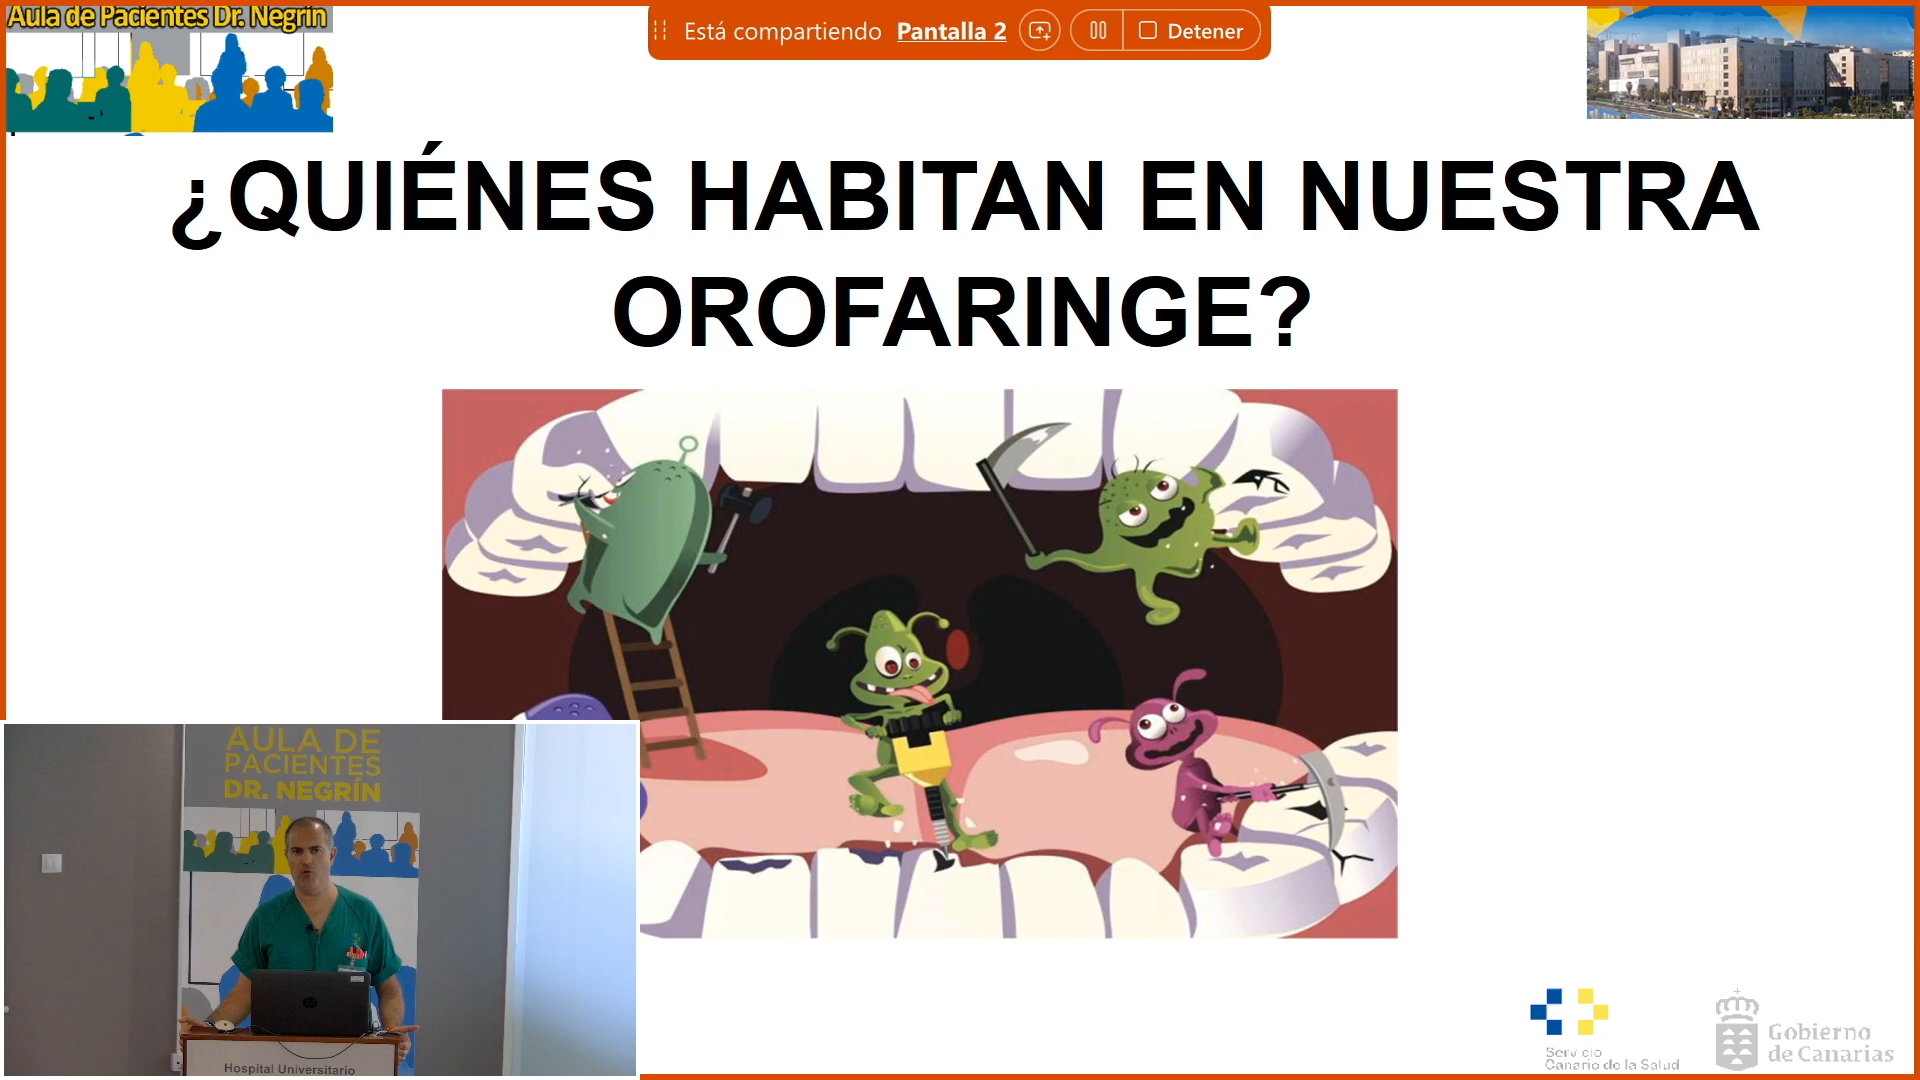 Aula de Pacientes Dr. Negrín
Está compartiendo Pantalla 2
Detener
¿QUIÉNES HABITAN EN NUESTRA
OROFARINGE?
AULA DE
PACIENTES
DR. NEGRÍN
Hospital Universitario
Servicio
Canario de la Salud
Gobierno
de Canarias